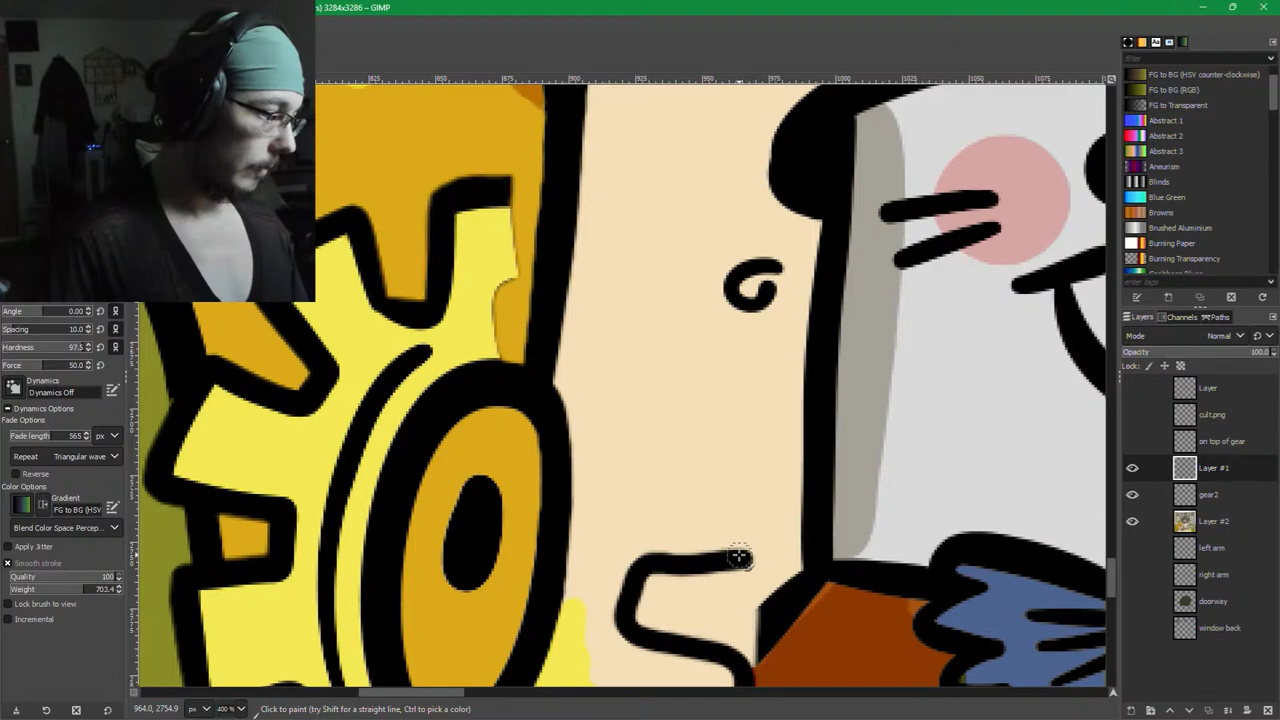 s) 3284x3286 – GIMP
825
850
875
900
925
950
975
1000
1025
1050
1075
Angle 0.00
Spacing 10.0
Hardness 97.5
Force 50.0
Dynamics
Dynamics Off
Dynamics Options
Fade Options
Fade length 565 px
Repeat Triangular wave
Reverse
Color Options
Gradient
FG to BG (HSV
Blend Color Space Percep...
Apply Jitter
Smooth stroke
Quality 100
Weight 703.4
Lock brush to view
Incremental
964.0, 2754.9 px 400 % Click to paint (try Shift for a straight line, Ctrl to pick a color)
filter
FG to BG (HSV counter-clockwise)
FG to BG (RGB)
FG to Transparent
Abstract 1
Abstract 2
Abstract 3
Aneurism
Blinds
Blue Green
Browns
Brushed Aluminium
Burning Paper
Burning Transparency
enter tags
Layers Channels Paths
Mode Normal
Opacity 100.0
Lock:
Layer
cult.png
on top of gear
Layer #1
gear2
Layer #2
left arm
right arm
doorway
window back